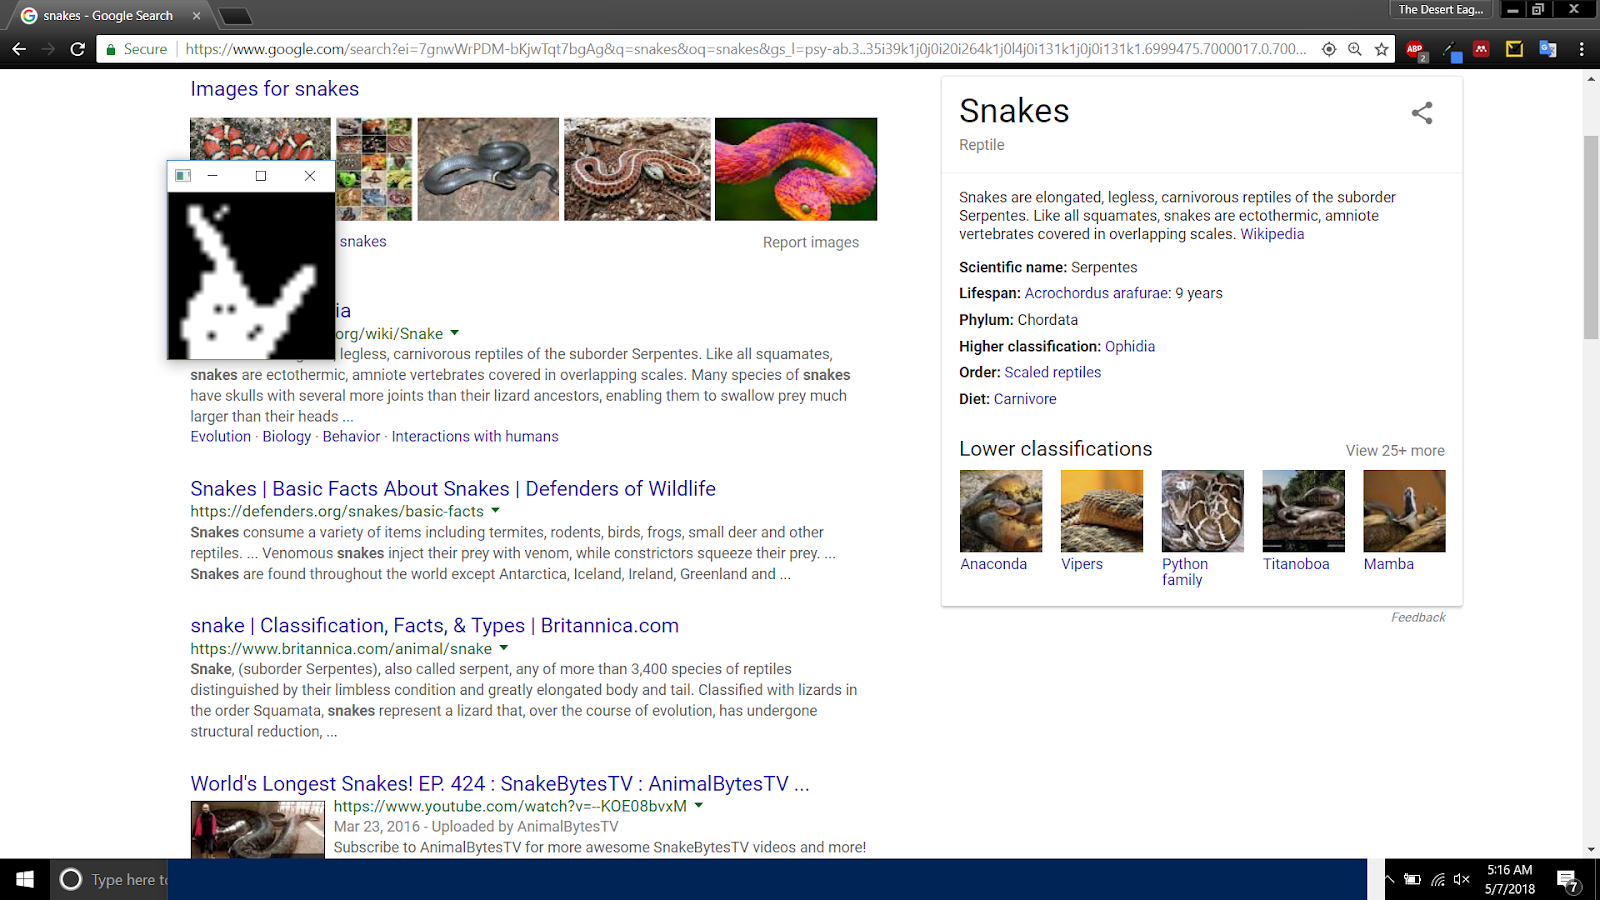 snakes - Google Search
The Desert Eag...
Secure
https://www.google.com/search?ei=7gnwWrPDM-bKjwTqt7bgAg&q=snakes&oq=snakes&gs_l=psy-ab.3..35i39k1j0j0i20i264k1j0l4j0i131k1j0j0i131k1.6999475.7000017.0.700...
ABP
2
Images for snakes
snakes
Report images
ia
org/wiki/Snake
legless, carnivorous reptiles of the suborder Serpentes. Like all squamates,
snakes are ectothermic, amniote vertebrates covered in overlapping scales. Many species of snakes
have skulls with several more joints than their lizard ancestors, enabling them to swallow prey much
larger than their heads ...
Evolution · Biology · Behavior · Interactions with humans
Snakes | Basic Facts About Snakes | Defenders of Wildlife
https://defenders.org/snakes/basic-facts
Snakes consume a variety of items including termites, rodents, birds, frogs, small deer and other
reptiles. ... Venomous snakes inject their prey with venom, while constrictors squeeze their prey. ...
Snakes are found throughout the world except Antarctica, Iceland, Ireland, Greenland and ...
snake | Classification, Facts, & Types | Britannica.com
https://www.britannica.com/animal/snake
Snake, (suborder Serpentes), also called serpent, any of more than 3,400 species of reptiles
distinguished by their limbless condition and greatly elongated body and tail. Classified with lizards in
the order Squamata, snakes represent a lizard that, over the course of evolution, has undergone
structural reduction, ...
World's Longest Snakes! EP. 424 : SnakeBytesTV : AnimalBytesTV ...
https://www.youtube.com/watch?v=--KOE08bvxM
Mar 23, 2016 - Uploaded by AnimalBytesTV
Subscribe to AnimalBytesTV for more awesome SnakeBytesTV videos and more!
Snakes
Reptile
Snakes are elongated, legless, carnivorous reptiles of the suborder
Serpentes. Like all squamates, snakes are ectothermic, amniote
vertebrates covered in overlapping scales. Wikipedia
Scientific name: Serpentes
Lifespan: Acrochordus arafurae: 9 years
Phylum: Chordata
Higher classification: Ophidia
Order: Scaled reptiles
Diet: Carnivore
Lower classifications
View 25+ more
Anaconda
Vipers
Python
family
Titanoboa
Mamba
Feedback
Type here to
5:16 AM
5/7/2018
7